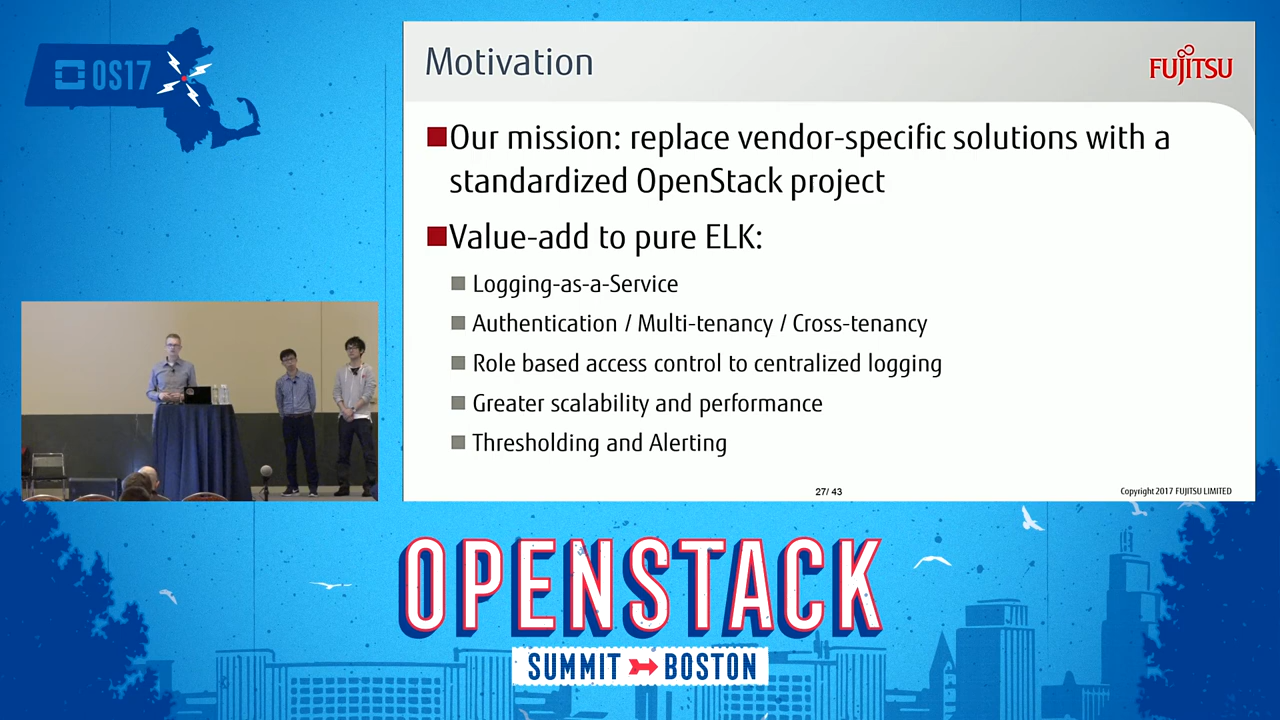 OS17
Motivation
FUJITSU
Our mission: replace vendor-specific solutions with a
standardized OpenStack project
Value-add to pure ELK:
Logging-as-a-Service
Authentication / Multi-tenancy / Cross-tenancy
Role based access control to centralized logging
Greater scalability and performance
Thresholding and Alerting
27/ 43
Copyright 2017 FUJITSU LIMITED
OPENSTACK
SUMMIT BOSTON